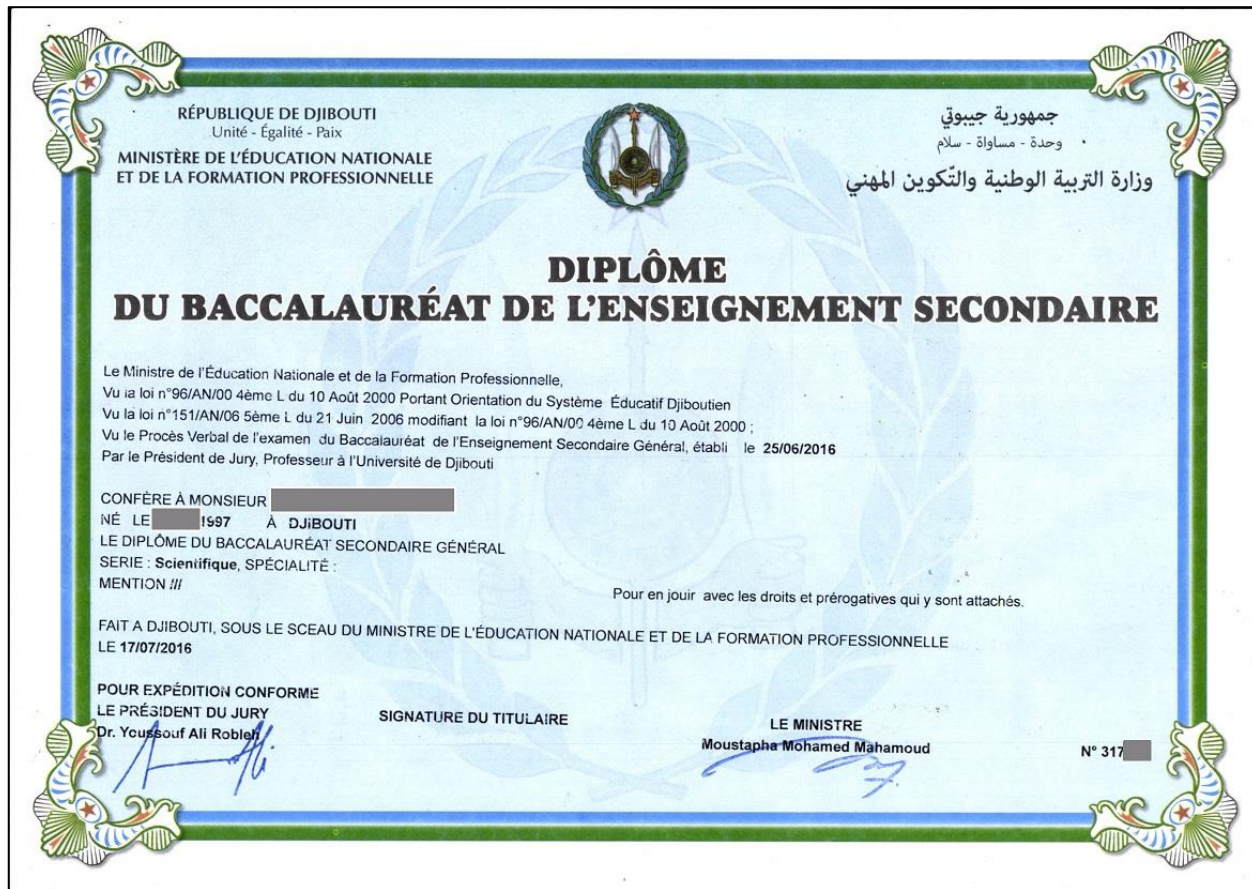 RÉPUBLIQUE DE DJIBOUTI
Unité - Égalité - Paix
MINISTÈRE DE L'ÉDUCATION NATIONALE
ET DE LA FORMATION PROFESSIONNELLE
جمهورية جيبوتي
وحدة - مساواة - سلام
وزارة التربية الوطنية والتّكوين المهني
DIPLÔME
DU BACCALAURÉAT DE L'ENSEIGNEMENT SECONDAIRE
Le Ministre de l'Éducation Nationale et de la Formation Professionnelle,
Vu la loi n°96/AN/00 4ème L du 10 Août 2000 Portant Orientation du Système Éducatif Djiboutien
Vu la loi n°151/AN/06 5ème L du 21 Juin 2006 modifiant la loi n°96/AN/00 4ème L du 10 Août 2000 ;
Vu le Procès Verbal de l'examen du Baccalauréat de l'Enseignement Secondaire Général, établi le 25/06/2016
Par le Président de Jury, Professeur à l'Université de Djibouti
CONFÈRE À MONSIEUR
NÉ LE 1997 À DJIBOUTI
LE DIPLÔME DU BACCALAURÉAT SECONDAIRE GÉNÉRAL
SERIE : Scientifique, SPÉCIALITÉ :
MENTION ///
Pour en jouir avec les droits et prérogatives qui y sont attachés.
FAIT A DJIBOUTI, SOUS LE SCEAU DU MINISTRE DE L'ÉDUCATION NATIONALE ET DE LA FORMATION PROFESSIONNELLE
LE 17/07/2016
POUR EXPÉDITION CONFORME
LE PRÉSIDENT DU JURY
Dr. Youssouf Ali Robleh
SIGNATURE DU TITULAIRE
LE MINISTRE
Moustapha Mohamed Mahamoud
N° 317